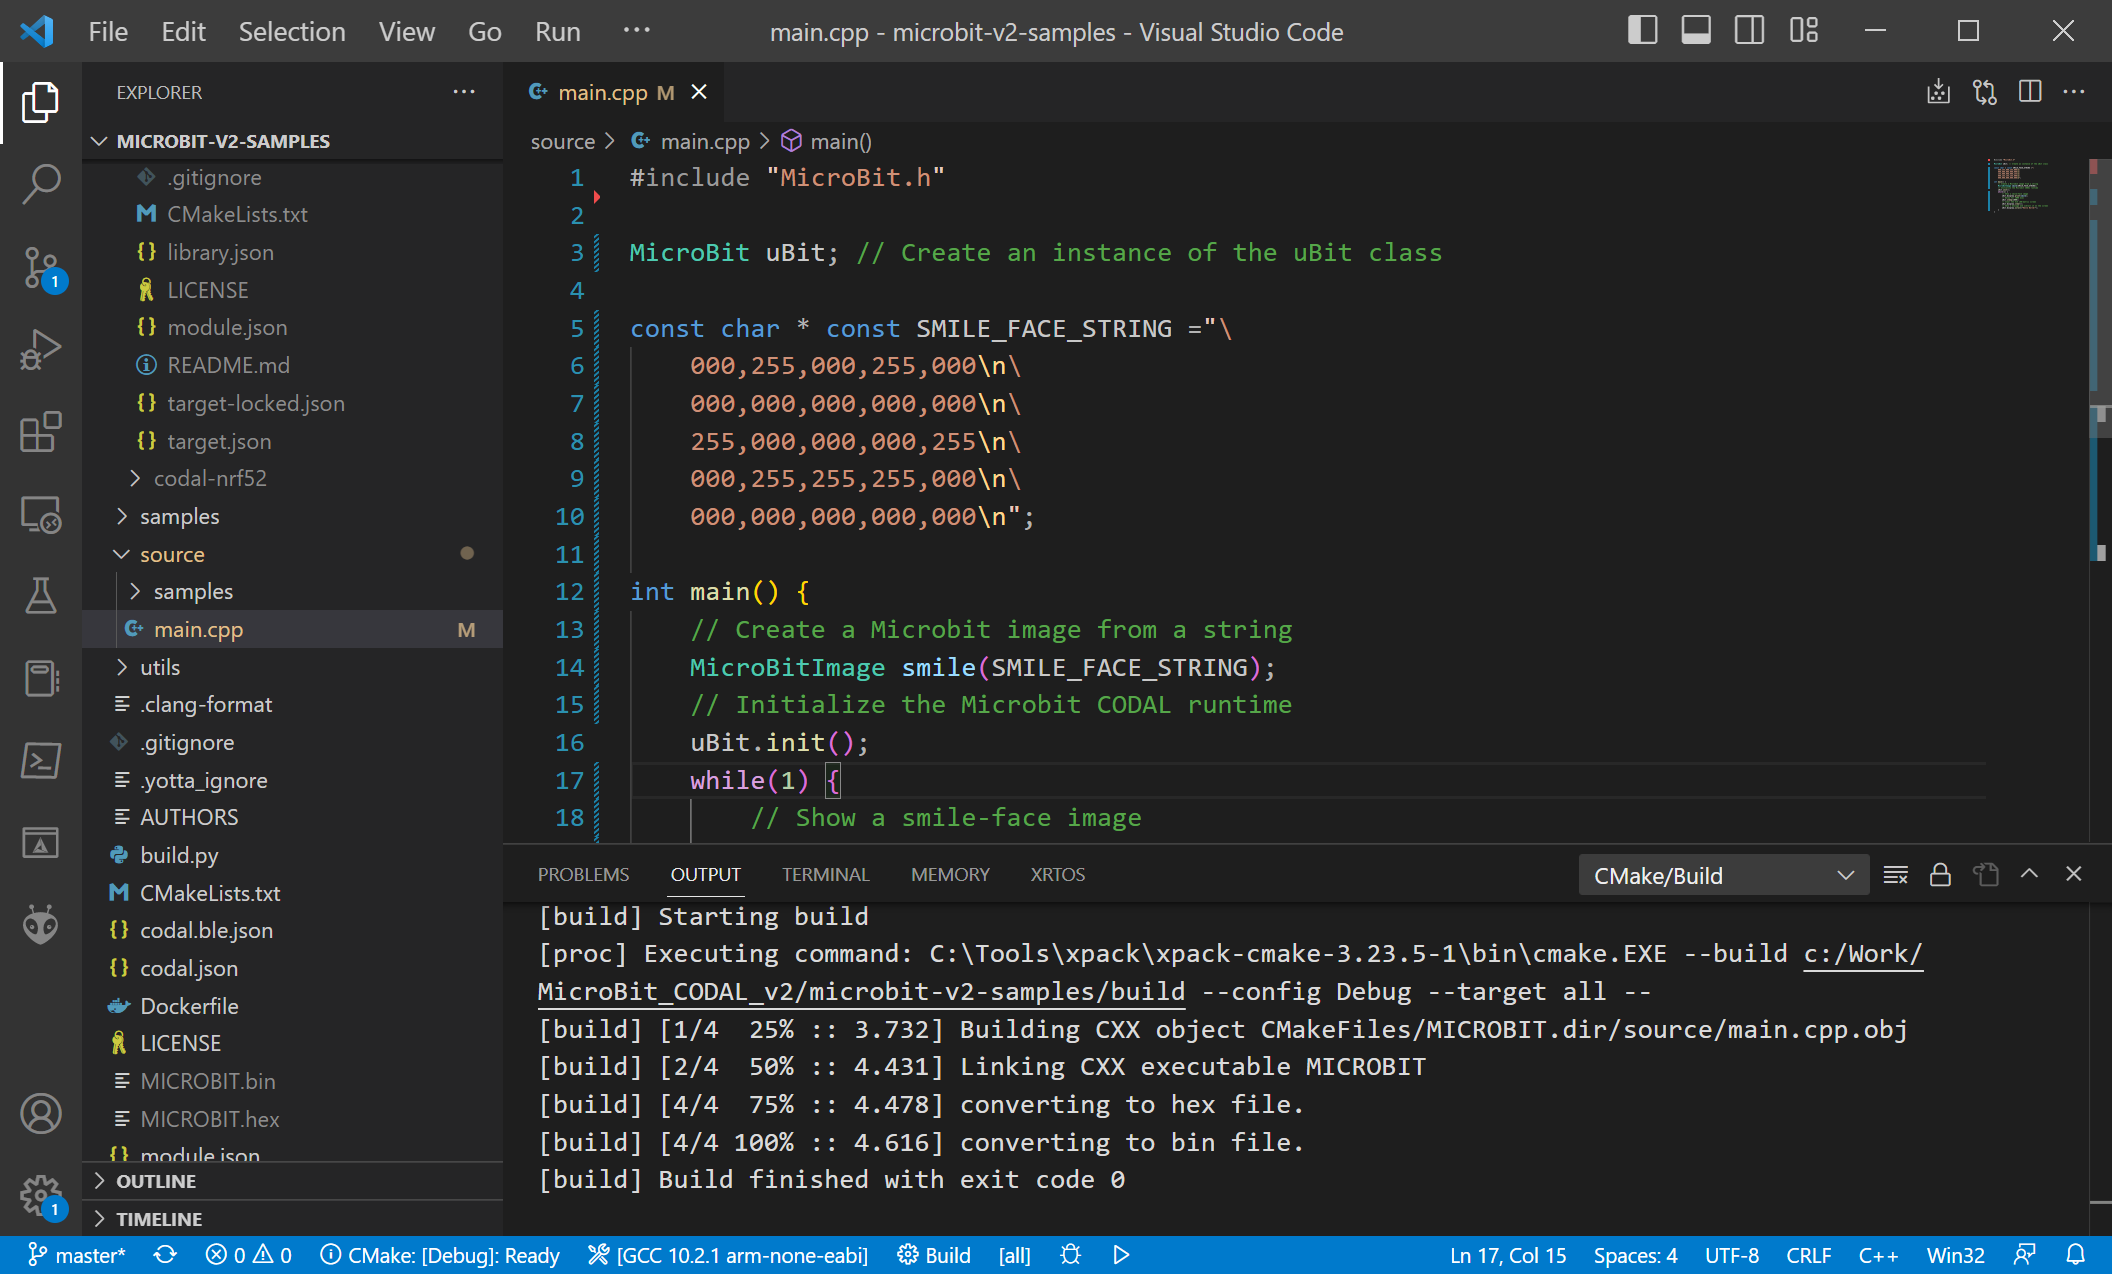 File Edit Selection View Go Run ··· main.cpp - microbit-v2-samples - Visual Studio Code
EXPLORER ···
MICROBIT-V2-SAMPLES
.gitignore
CMakeLists.txt
library.json
LICENSE
module.json
README.md
target-locked.json
target.json
codal-nrf52
samples
source
samples
main.cpp M
utils
.clang-format
.gitignore
.yotta_ignore
AUTHORS
build.py
CMakeLists.txt
codal.ble.json
codal.json
Dockerfile
LICENSE
MICROBIT.bin
MICROBIT.hex
module.json
OUTLINE
TIMELINE
1
1
main.cpp M
source > main.cpp > main()
1 #include "MicroBit.h"
2
3 MicroBit uBit; // Create an instance of the uBit class
4
5 const char * const SMILE_FACE_STRING ="\
6 000,255,000,255,000\n\
7 000,000,000,000,000\n\
8 255,000,000,000,255\n\
9 000,255,255,255,000\n\
10 000,000,000,000,000\n";
11
12 int main() {
13 // Create a Microbit image from a string
14 MicroBitImage smile(SMILE_FACE_STRING);
15 // Initialize the Microbit CODAL runtime
16 uBit.init();
17 while(1) {
18 // Show a smile-face image
PROBLEMS OUTPUT TERMINAL MEMORY XRTOS CMake/Build
[build] Starting build
[proc] Executing command: C:\Tools\xpack\xpack-cmake-3.23.5-1\bin\cmake.EXE --build c:/Work/
MicroBit_CODAL_v2/microbit-v2-samples/build --config Debug --target all --
[build] [1/4  25% :: 3.732] Building CXX object CMakeFiles/MICROBIT.dir/source/main.cpp.obj
[build] [2/4  50% :: 4.431] Linking CXX executable MICROBIT
[build] [4/4  75% :: 4.478] converting to hex file.
[build] [4/4 100% :: 4.616] converting to bin file.
[build] Build finished with exit code 0
master* 0 0 CMake: [Debug]: Ready [GCC 10.2.1 arm-none-eabi] Build [all] Ln 17, Col 15 Spaces: 4 UTF-8 CRLF C++ Win32